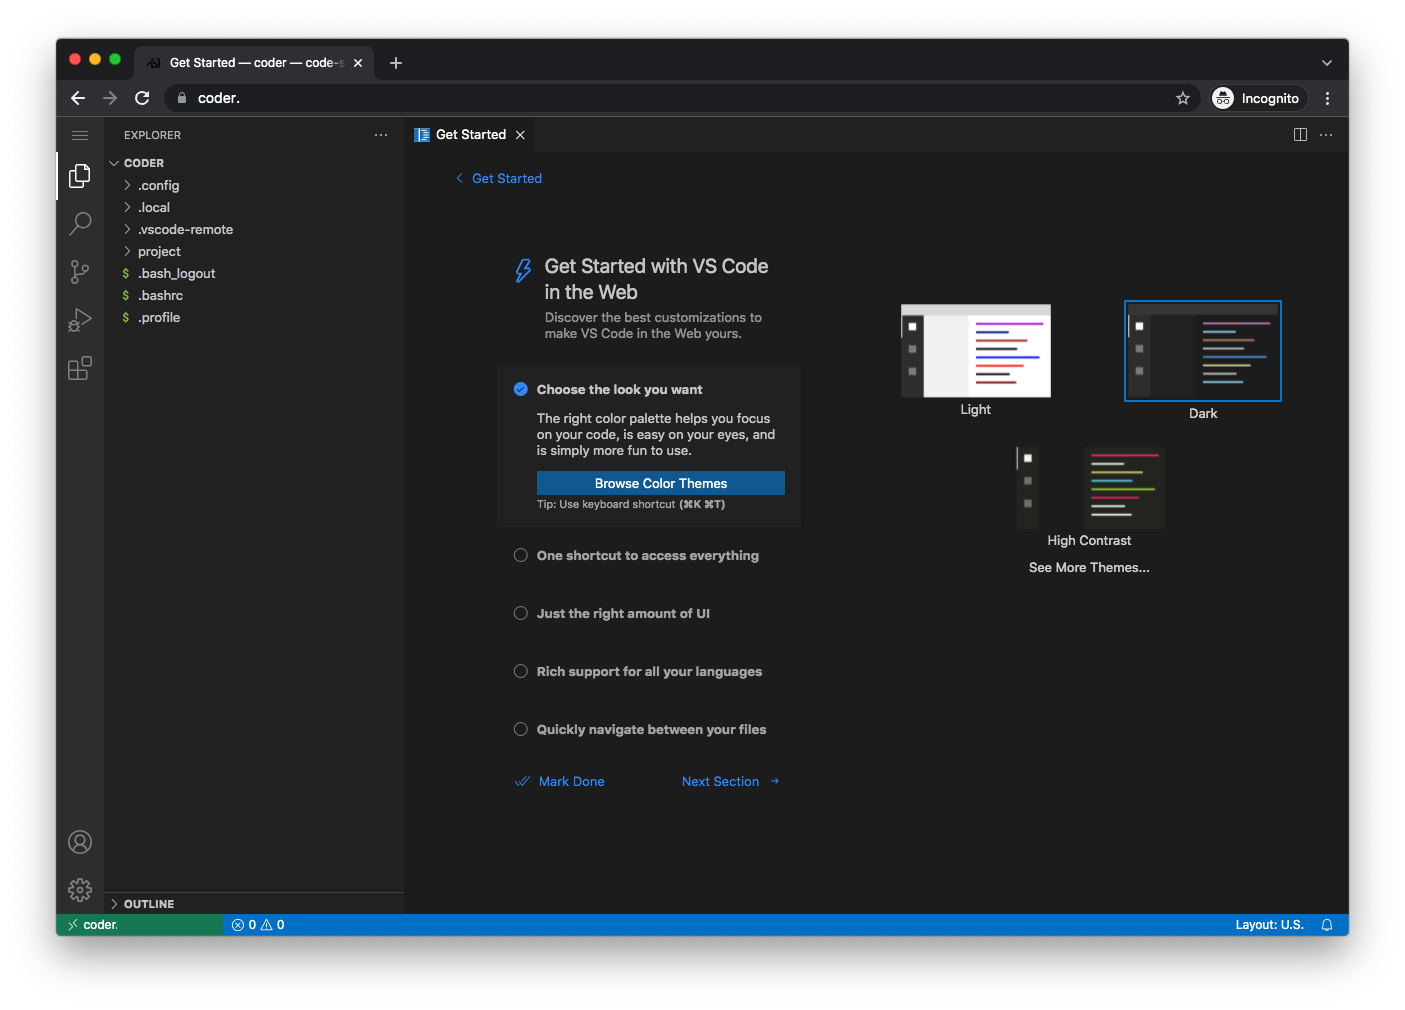 Get Started — coder — code-s
coder.
Incognito
EXPLORER
CODER
.config
.local
.vscode-remote
project
$ .bash_logout
$ .bashrc
$ .profile
OUTLINE
Get Started
Get Started
Get Started with VS Code
in the Web
Discover the best customizations to
make VS Code in the Web yours.
Choose the look you want
The right color palette helps you focus
on your code, is easy on your eyes, and
is simply more fun to use.
Browse Color Themes
Tip: Use keyboard shortcut (⌘K ⌘T)
One shortcut to access everything
Just the right amount of UI
Rich support for all your languages
Quickly navigate between your files
Mark Done
Next Section →
Light
Dark
High Contrast
See More Themes...
coder.
0 0
Layout: U.S.